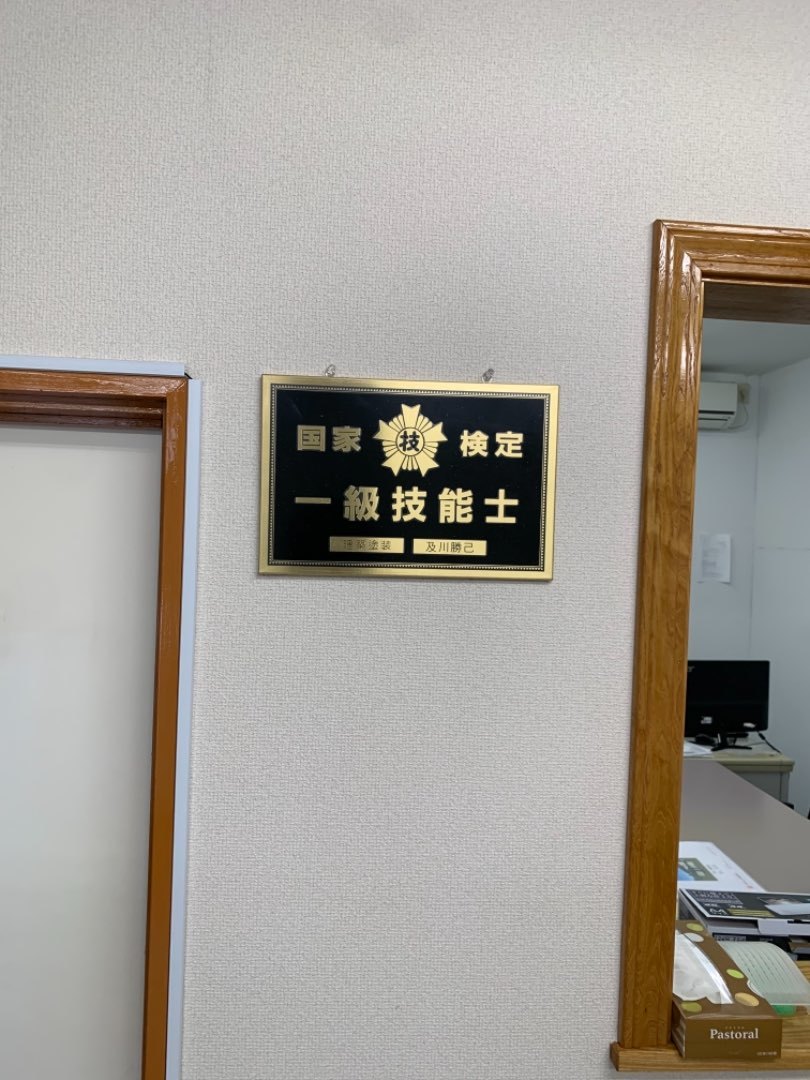 国家 技 検定
一級技能士
建築塗装 及川勝己
Pastoral